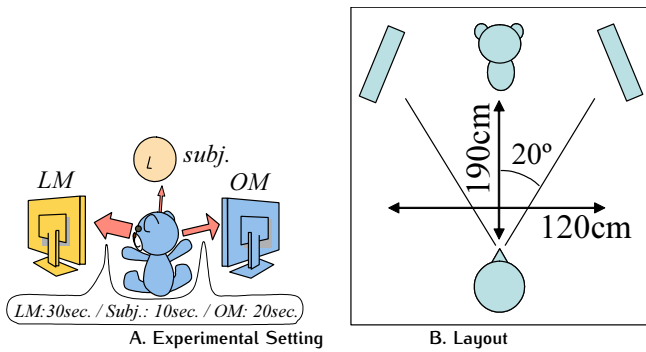 subj.
LM
OM
LM:30sec. / Subj.: 10sec. / OM: 20sec.
A. Experimental Setting
190cm
20º
120cm
B. Layout